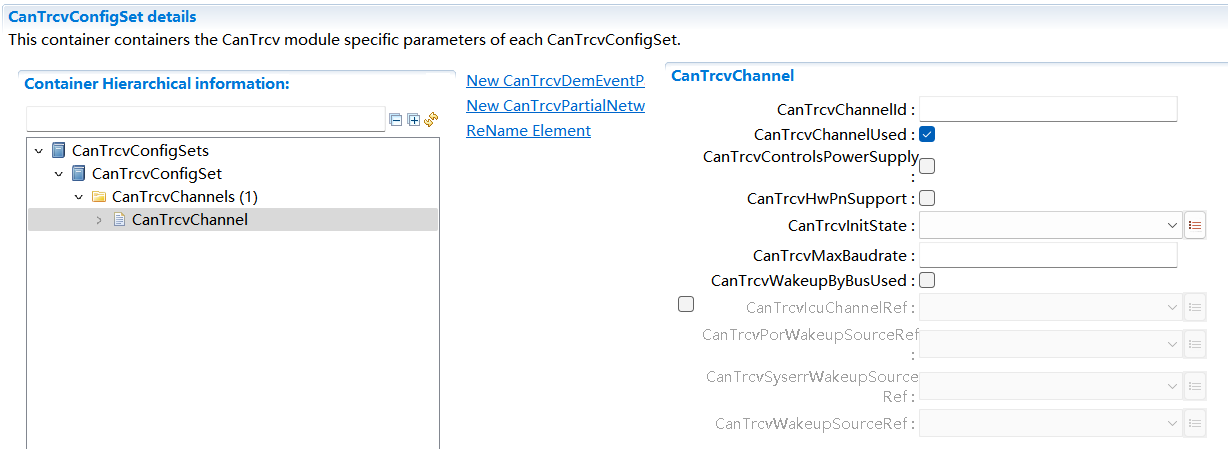 CanTrcvConfigSet details
This container containers the CanTrcv module specific parameters of each CanTrcvConfigSet.
Container Hierarchical information:
CanTrcvConfigSets
CanTrcvConfigSet
CanTrcvChannels (1)
CanTrcvChannel
New CanTrcvDemEventP
New CanTrcvPartialNetw
ReName Element
CanTrcvChannel
CanTrcvChannelId :
CanTrcvChannelUsed :
CanTrcvControlsPowerSupply
:
CanTrcvHwPnSupport :
CanTrcvInitState :
CanTrcvMaxBaudrate :
CanTrcvWakeupByBusUsed :
CanTrcvIcuChannelRef :
CanTrcvPorWakeupSourceRef
:
CanTrcvSyserrWakeupSource
Ref :
CanTrcvWakeupSourceRef :